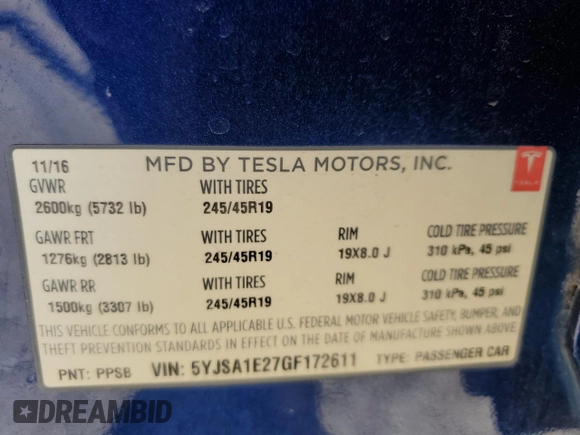 11/16 MFD BY TESLA MOTORS, INC.
TESLA
GVWR WITH TIRES
2600kg (5732 lb) 245/45R19
GAWR FRT WITH TIRES RIM COLD TIRE PRESSURE
1276kg (2813 lb) 245/45R19 19X8.0 J 310 kPa, 45 psi
GAWR RR WITH TIRES RIM COLD TIRE PRESSURE
1500kg (3307 lb) 245/45R19 19X8.0 J 310 kPa, 45 psi
THIS VEHICLE CONFORMS TO ALL APPLICABLE U.S. FEDERAL MOTOR VEHICLE SAFETY, BUMPER, AND
THEFT PREVENTION STANDARDS IN EFFECT ON THE DATE OF MANUFACTURE SHOWN ABOVE.
PNT: PPSB VIN: 5YJSA1E27GF172611 TYPE: PASSENGER CAR
DREAMBID